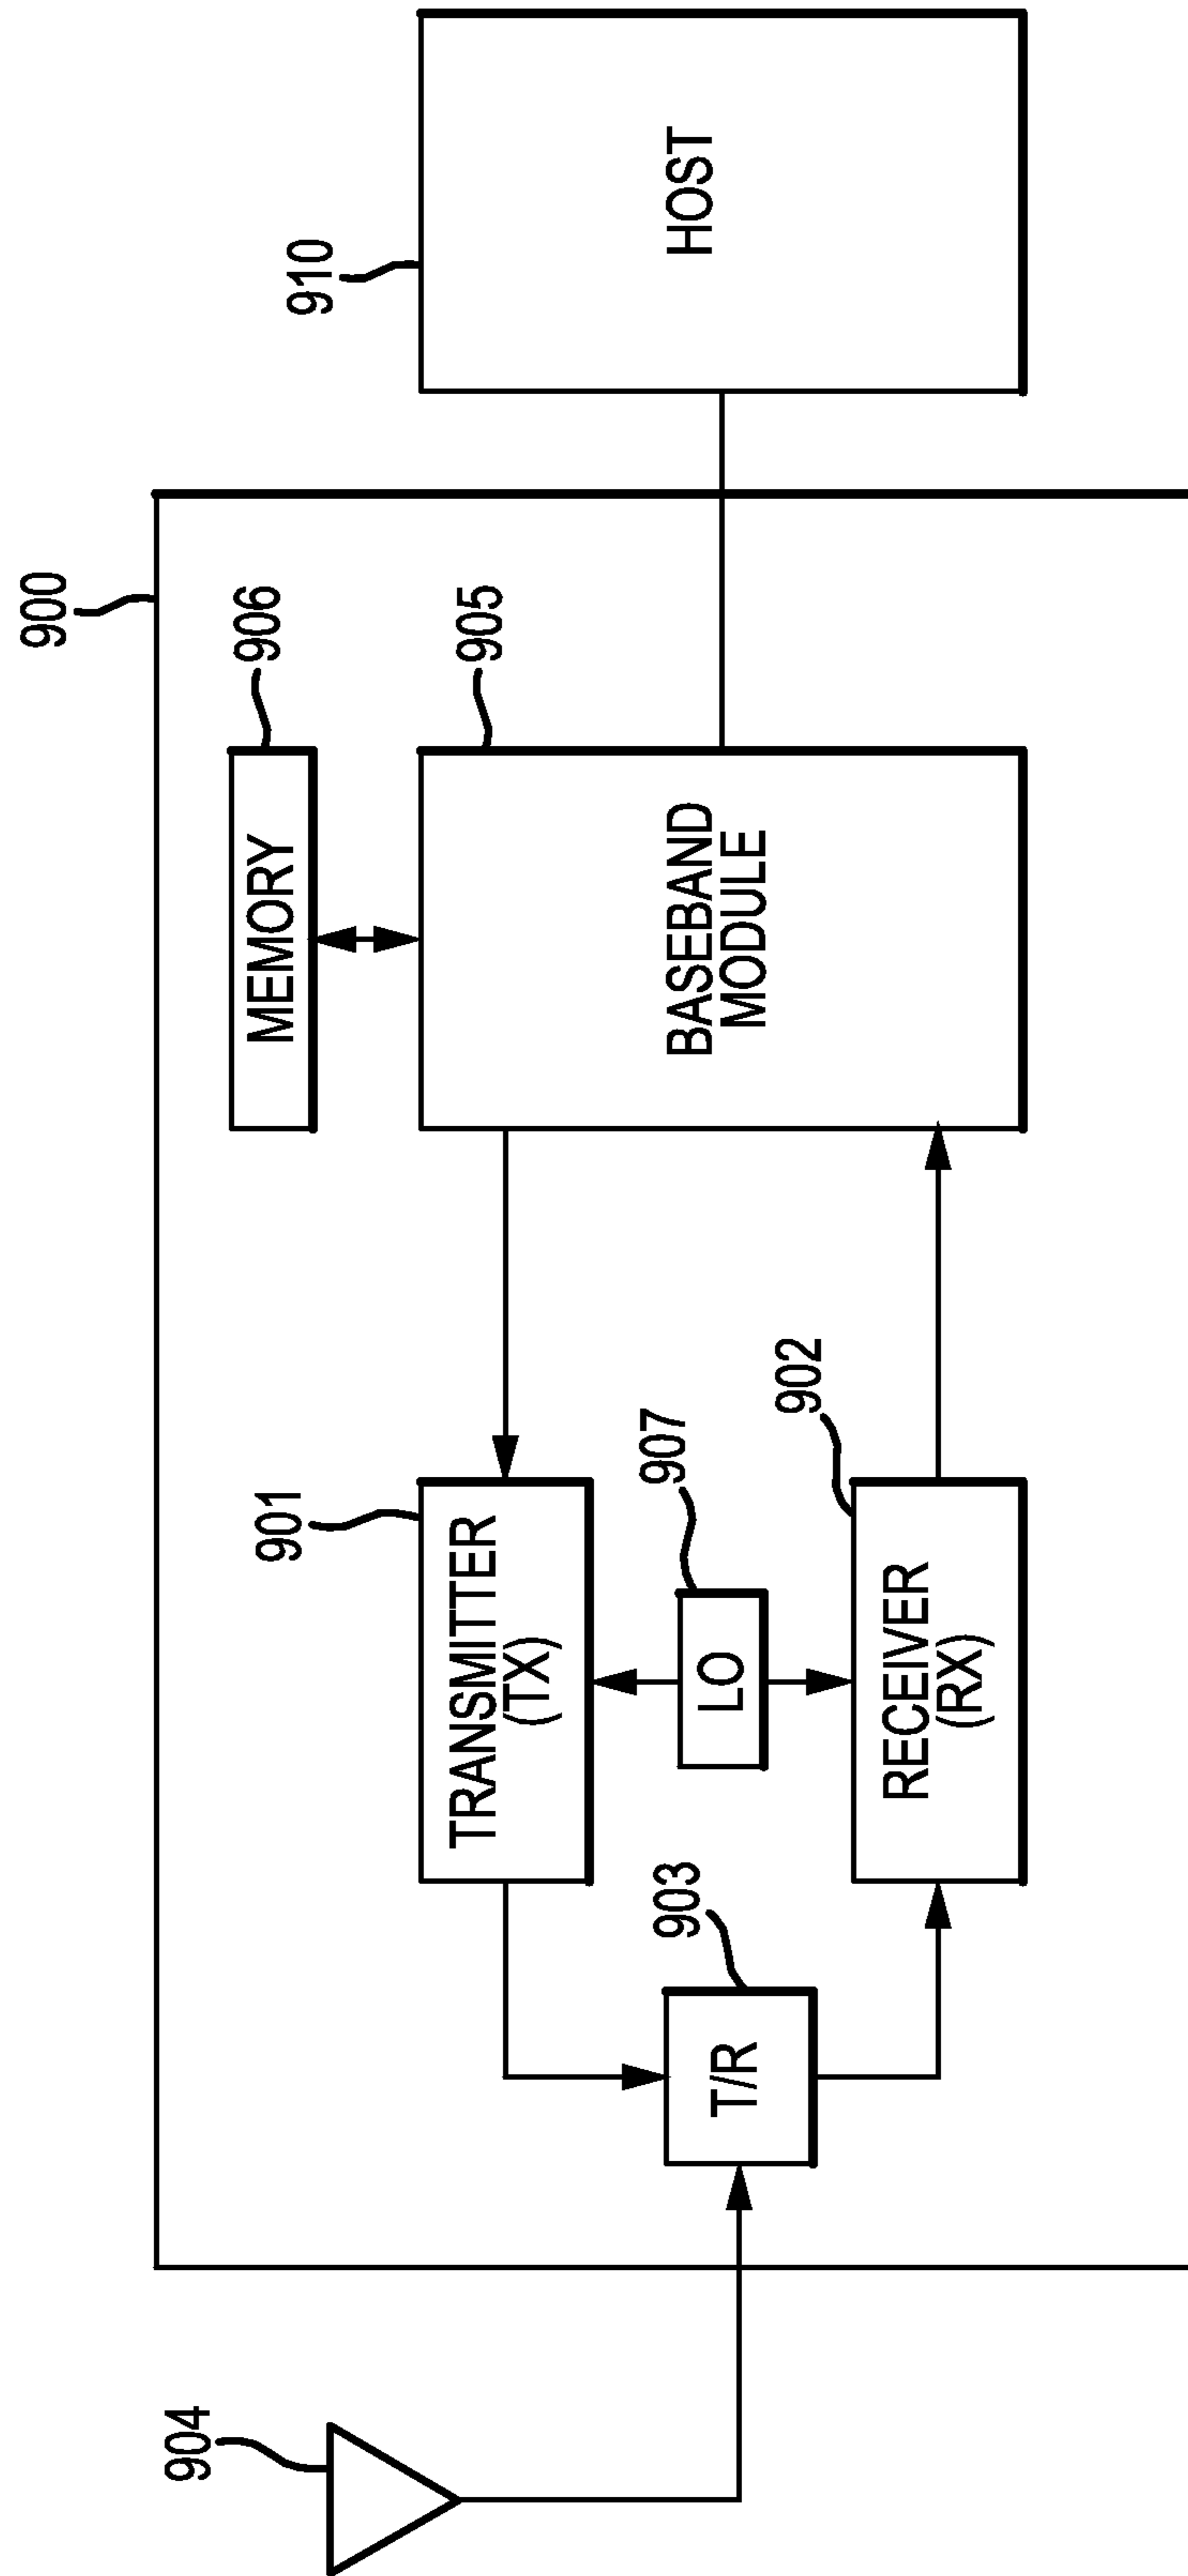 900
910
906
MEMORY
904
901
TRANSMITTER
(TX)
905
BASEBAND
MODULE
HOST
903
T/R
907
LO
902
RECEIVER
(RX)